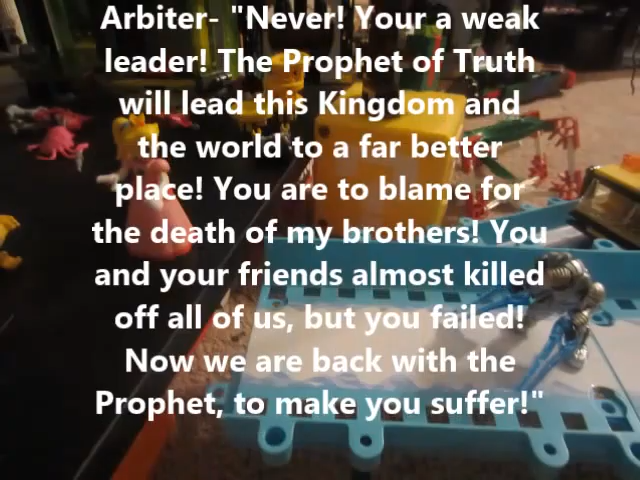 Arbiter- "Never! Your a weak
leader! The Prophet of Truth
will lead this Kingdom and
the world to a far better
place! You are to blame for
the death of my brothers! You
and your friends almost killed
off all of us, but you failed!
Now we are back with the
Prophet, to make you suffer!"